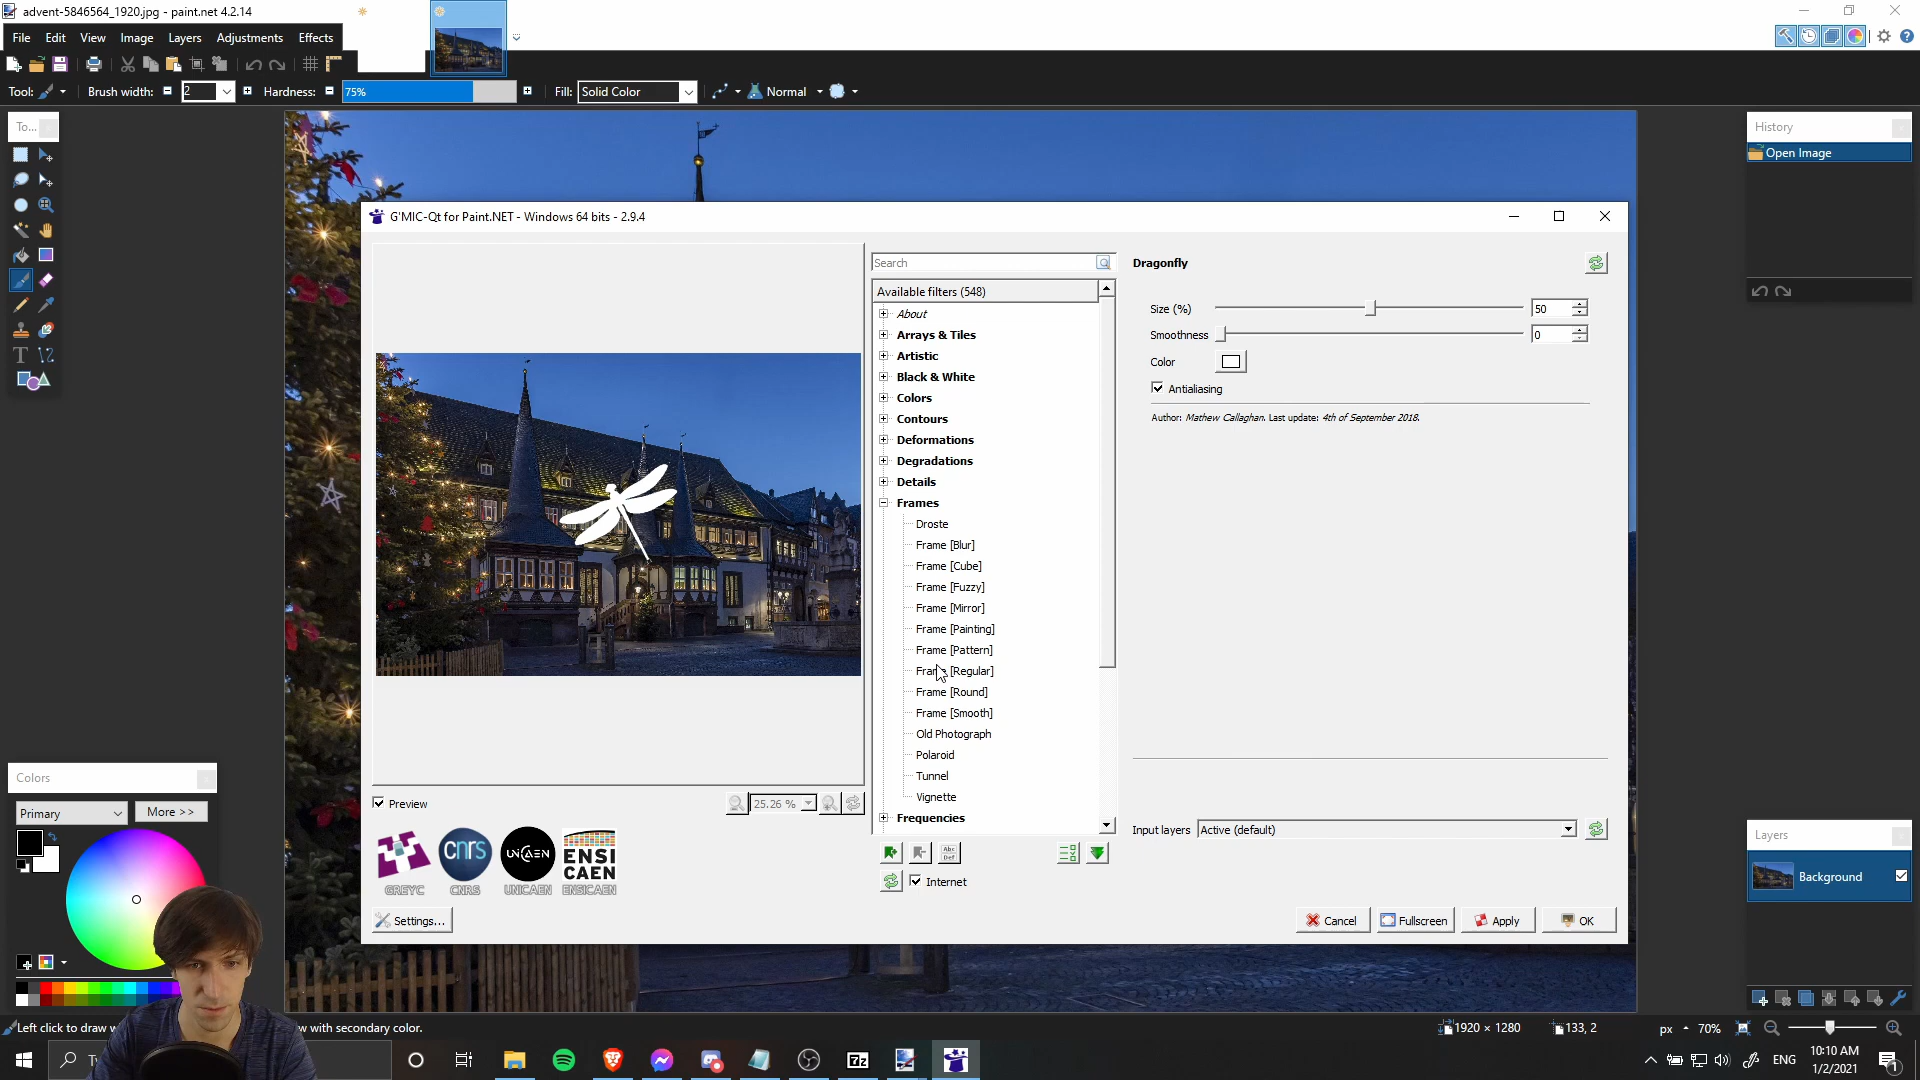 advent-5846564_1920.jpg - paint.net 4.2.14
File Edit View Image Layers Adjustments Effects
Tool: Brush width: 2 Hardness: 75% Fill: Solid Color Normal
To...
History
Open Image
G'MIC-Qt for Paint.NET - Windows 64 bits - 2.9.4
Search
Available filters (548)
About
Arrays & Tiles
Artistic
Black & White
Colors
Contours
Deformations
Degradations
Details
Frames
Droste
Frame [Blur]
Frame [Cube]
Frame [Fuzzy]
Frame [Mirror]
Frame [Painting]
Frame [Pattern]
Frame [Regular]
Frame [Round]
Frame [Smooth]
Old Photograph
Polaroid
Tunnel
Vignette
Frequencies
Internet
Dragonfly
Size (%) 50
Smoothness 0
Color
Antialiasing
Author: Mathew Callaghan. Last update: 4th of September 2018.
Input layers Active (default)
Preview
25.26 %
GREYC
cnrs
CNRS
UNICAEN
UNICAEN
ENSI
CAEN
ENSICAEN
Settings...
Cancel Fullscreen Apply OK
Colors
Primary More >>
Layers
Background
Left click to draw w
w with secondary color.
1920 × 1280 133, 2 px 70%
7z
ENG
10:10 AM
1/2/2021
1